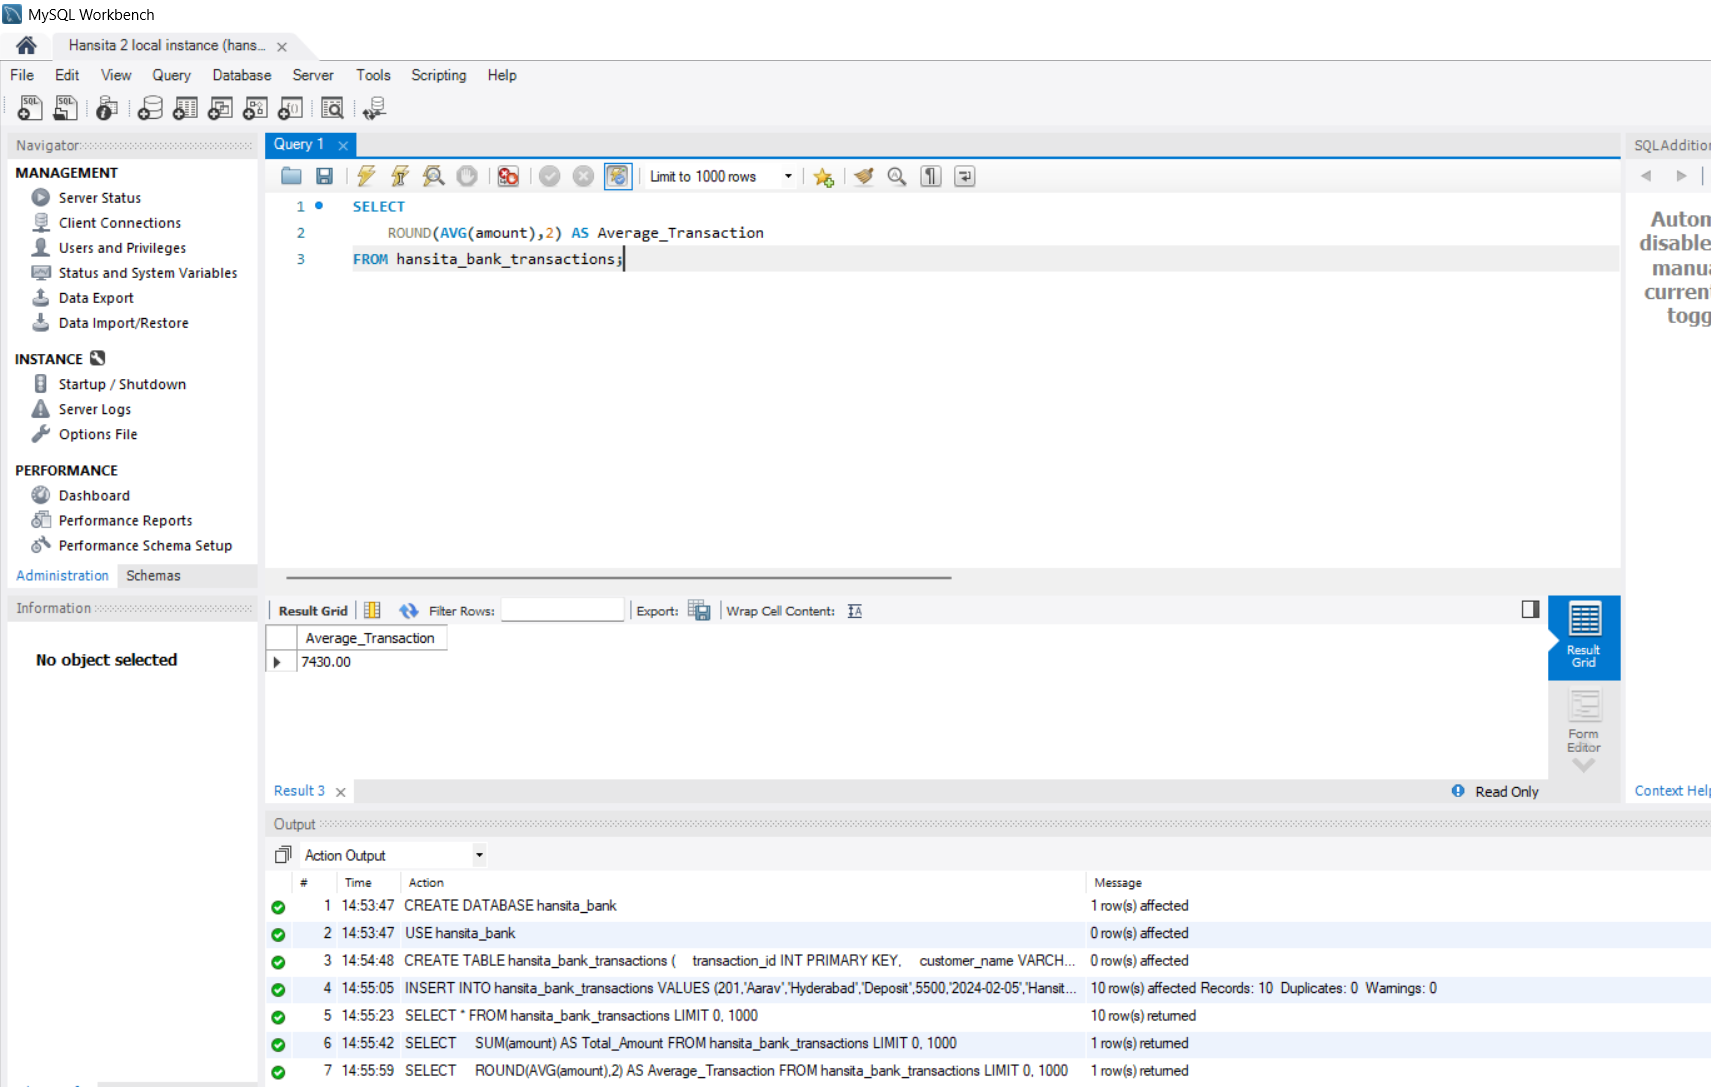 MySQL Workbench
Hansita 2 local instance (hans...
File Edit View Query Database Server Tools Scripting Help
Navigator
MANAGEMENT
Server Status
Client Connections
Users and Privileges
Status and System Variables
Data Export
Data Import/Restore
INSTANCE
Startup / Shutdown
Server Logs
Options File
PERFORMANCE
Dashboard
Performance Reports
Performance Schema Setup
Administration Schemas
Information
No object selected
Query 1
Limit to 1000 rows
1 SELECT
2 ROUND(AVG(amount),2) AS Average_Transaction
3 FROM hansita_bank_transactions;
Result Grid Filter Rows: Export: Wrap Cell Content:
Average_Transaction
7430.00
Result
Grid
Form
Editor
Result 3 Read Only
SQLAddition
Autom
disable
manua
current
togg
Context Help
Output
Action Output
# Time Action Message
1 14:53:47 CREATE DATABASE hansita_bank 1 row(s) affected
2 14:53:47 USE hansita_bank 0 row(s) affected
3 14:54:48 CREATE TABLE hansita_bank_transactions ( transaction_id INT PRIMARY KEY, customer_name VARCH... 0 row(s) affected
4 14:55:05 INSERT INTO hansita_bank_transactions VALUES (201,'Aarav','Hyderabad','Deposit',5500,'2024-02-05','Hansit... 10 row(s) affected Records: 10 Duplicates: 0 Warnings: 0
5 14:55:23 SELECT * FROM hansita_bank_transactions LIMIT 0, 1000 10 row(s) returned
6 14:55:42 SELECT SUM(amount) AS Total_Amount FROM hansita_bank_transactions LIMIT 0, 1000 1 row(s) returned
7 14:55:59 SELECT ROUND(AVG(amount),2) AS Average_Transaction FROM hansita_bank_transactions LIMIT 0, 1000 1 row(s) returned